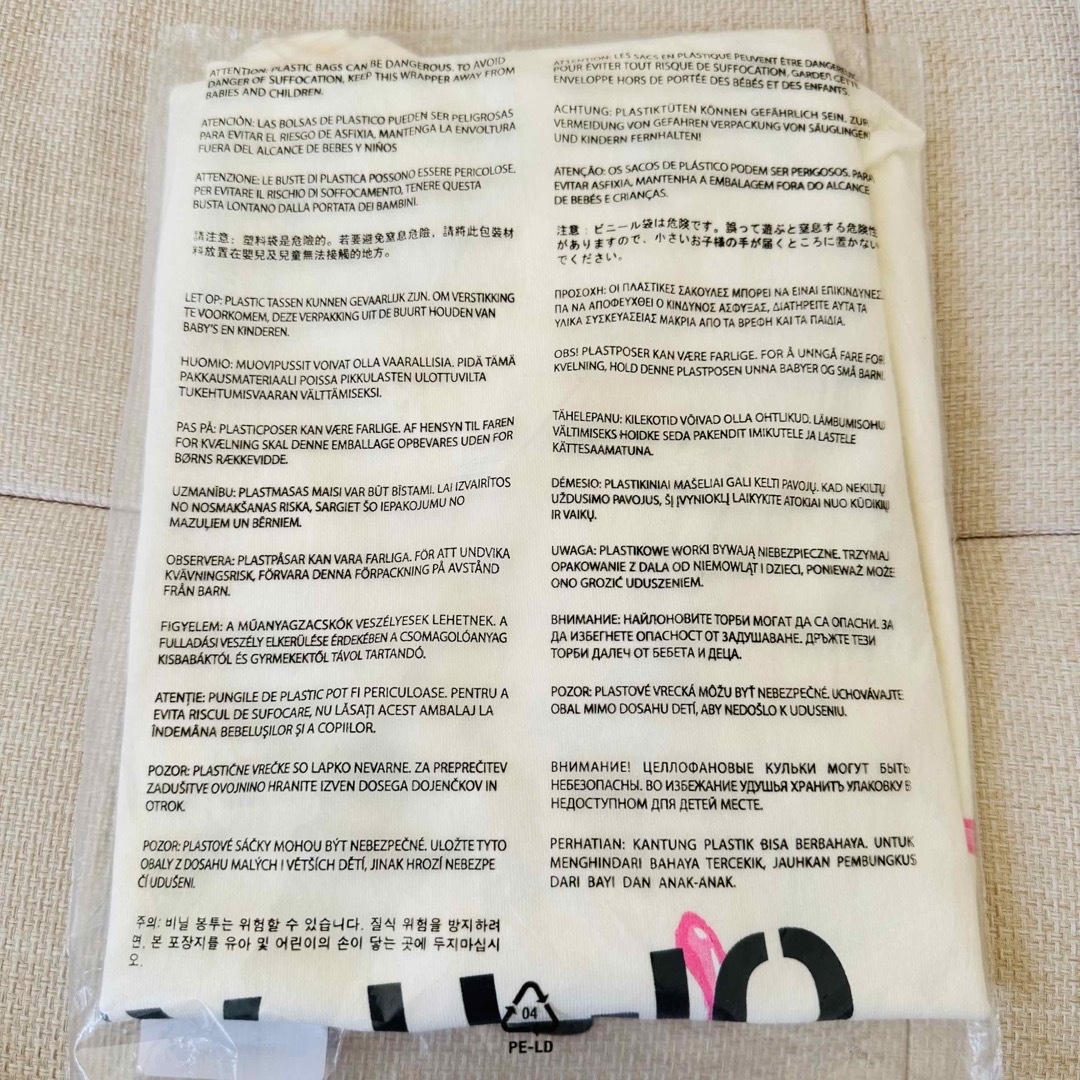 ATTENTION: PLASTIC BAGS CAN BE DANGEROUS. TO AVOID
DANGER OF SUFFOCATION, KEEP THIS WRAPPER AWAY FROM
BABIES AND CHILDREN.
ATENCIÓN: LAS BOLSAS DE PLASTICO PUEDEN SER PELIGROSAS
PARA EVITAR EL RIESGO DE ASFIXIA, MANTENGA LA ENVOLTURA
FUERA DEL ALCANCE DE BEBES Y NIÑOS
ATTENZIONE: LE BUSTE DI PLASTICA POSSONO ESSERE PERICOLOSE.
PER EVITARE IL RISCHIO DI SOFFOCAMENTO, TENERE QUESTA
BUSTA LONTANO DALLA PORTATA DEI BAMBINI.
請注意: 塑料袋是危險的。若要避免窒息危險, 請將此包裝材
料放置在嬰兒及兒童無法接觸的地方。
LET OP: PLASTIC TASSEN KUNNEN GEVAARLIJK ZIJN. OM VERSTIKKING
TE VOORKOMEM, DEZE VERPAKKING UIT DE BUURT HOUDEN VAN
BABY'S EN KINDEREN.
HUOMIO: MUOVIPUSSIT VOIVAT OLLA VAARALLISIA. PIDÄ TÄMÄ
PAKKAUSMATERIAALI POISSA PIKKULASTEN ULOTTUVILTA
TUKEHTUMISVAARAN VÄLTTÄMISEKSI.
PAS PÅ: PLASTICPOSER KAN VÆRE FARLIGE. AF HENSYN TIL FAREN
FOR KVÆLNING SKAL DENNE EMBALLAGE OPBEVARES UDEN FOR
BØRNS RÆKKEVIDDE.
UZMANĪBU: PLASTMASAS MAISI VAR BŪT BĪSTAMI. LAI IZVAIRĪTOS
NO NOSMAKŠANAS RISKA, SARGIET ŠO IEPAKOJUMU NO
MAZUĻIEM UN BĒRNIEM.
OBSERVERA: PLASTPÅSAR KAN VARA FARLIGA. FÖR ATT UNDVIKA
KVÄVNINGSRISK, FÖRVARA DENNA FÖRPACKNING PÅ AVSTÅND
FRÅN BARN.
FIGYELEM: A MŰANYAGZACSKÓK VESZÉLYESEK LEHETNEK. A
FULLADÁSI VESZÉLY ELKERÜLÉSE ÉRDEKÉBEN A CSOMAGOLÓANYAG
KISBABÁKTÓL ÉS GYRMEKEKTŐL TÁVOL TARTANDÓ.
ATENȚIE: PUNGILE DE PLASTIC POT FI PERICULOASE. PENTRU A
EVITA RISCUL DE SUFOCARE, NU LĂSAȚI ACEST AMBALAJ LA
ÎNDEMÂNA BEBELUȘILOR ȘI A COPIILOR.
POZOR: PLASTIČNE VREČKE SO LAPKO NEVARNE. ZA PREPREČITEV
ZADUŠITVE OVOJNINO HRANITE IZVEN DOSEGA DOJENČKOV IN
OTROK.
POZOR: PLASTOVÉ SÁČKY MOHOU BÝT NEBEZPEČNÉ. ULOŽTE TYTO
OBALY Z DOSAHU MALÝCH I VĚTŠÍCH DĚTÍ, JINAK HROZÍ NEBEZPE
ČÍ UDUŠENI.
주의: 비닐 봉투는 위험할 수 있습니다. 질식 위험을 방지하려
면, 본 포장지를 유아 및 어린이의 손이 닿는 곳에 두지마십시
오.
ATTENTION: LES SACS EN PLASTIQUE PEUVENT ÊTRE DANGEREUX.
POUR EVITER TOUT RISQUE DE SUFFOCATION, GARDER CETTE
ENVELOPPE HORS DE PORTÉE DES BÉBÉS ET DES ENFANTS.
ACHTUNG: PLASTIKTÜTEN KÖNNEN GEFÄHRLICH SEIN. ZUR
VERMEIDUNG VON GEFAHREN VERPACKUNG VON SÄUGLINGEN
UND KINDERN FERNHALTEN!
ATENÇÃO: OS SACOS DE PLÁSTICO PODEM SER PERIGOSOS. PARA
EVITAR ASFIXIA, MANTENHA A EMBALAGEM FORA DO ALCANCE
DE BEBÉS E CRIANÇAS.
注意：ビニール袋は危険です。誤って遊ぶと窒息する危険性
がありますので、小さいお子様の手が届くところに置かない
でください。
ΠΡΟΣΟΧΗ: ΟΙ ΠΛΑΣΤΙΚΕΣ ΣΑΚΟΥΛΕΣ ΜΠΟΡΕΙ ΝΑ ΕΙΝΑΙ ΕΠΙΚΙΝΔΥΝΕΣ.
ΓΙΑ ΝΑ ΑΠΟΦΕΥΧΘΕΙ Ο ΚΙΝΔΥΝΟΣ ΑΣΦΥΞΑΣ, ΔΙΑΤΗΡΕΙΤΕ ΑΥΤΑ ΤΑ
ΥΛΙΚΑ ΣΥΣΚΕΥΑΣΕΙΑΣ ΜΑΚΡΙΑ ΑΠΟ ΤΑ ΒΡΕΦΗ ΚΑΙ ΤΑ ΠΑΙΔΙΑ.
OBS! PLASTPOSER KAN VÆRE FARLIGE. FOR Å UNNGÅ FARE FOR
KVELNING, HOLD DENNE PLASTPOSEN UNNA BABYER OG SMÅ BARN!
TÄHELEPANU: KILEKOTID VÕIVAD OLLA OHTLIKUD. LÄMBUMISOHU
VÄLTIMISEKS HOIDKE SEDA PAKENDIT IMIKUTELE JA LASTELE
KÄTTESAAMATUNA.
DĖMESIO: PLASTIKINIAI MAŠELIAI GALI KELTI PAVOJŲ. KAD NEKILTŲ
UŽDUSIMO PAVOJUS, ŠĮ ĮVYNIOKLĮ LAIKYKITE ATOKIAI NUO KŪDIKIŲ
IR VAIKŲ.
UWAGA: PLASTIKOWE WORKI BYWAJĄ NIEBEZPIECZNE. TRZYMAJ
OPAKOWANIE Z DALA OD NIEMOWLĄT I DZIECI, PONIEWAŻ MOŻE
ONO GROZIĆ UDUSZENIEM.
ВНИМАНИЕ: НАЙЛОНОВИТЕ ТОРБИ МОГАТ ДА СА ОПАСНИ. ЗА
ДА ИЗБЕГНЕТЕ ОПАСНОСТ ОТ ЗАДУШАВАНЕ. ДРЪЖТЕ ТЕЗИ
ТОРБИ ДАЛЕЧ ОТ БЕБЕТА И ДЕЦА.
POZOR: PLASTOVÉ VRECKÁ MÔŽU BYŤ NEBEZPEČNÉ. UCHOVÁVAJTE
OBAL MIMO DOSAHU DETÍ, ABY NEDOŠLO K UDUSENIU.
ВНИМАНИЕ! ЦЕЛЛОФАНОВЫЕ КУЛЬКИ МОГУТ БЫТЬ
НЕБЕЗОПАСНЫ. ВО ИЗБЕЖАНИЕ УДУШЬЯ ХРАНИТЬ УЛАКОВКУ В
НЕДОСТУПНОМ ДПЯ ДЕТЕЙ МЕСТЕ.
PERHATIAN: KANTUNG PLASTIK BISA BERBAHAYA. UNTUK
MENGHINDARI BAHAYA TERCEKIK, JAUHKAN PEMBUNGKUS
DARI BAYI DAN ANAK-ANAK.
04
PE-LD